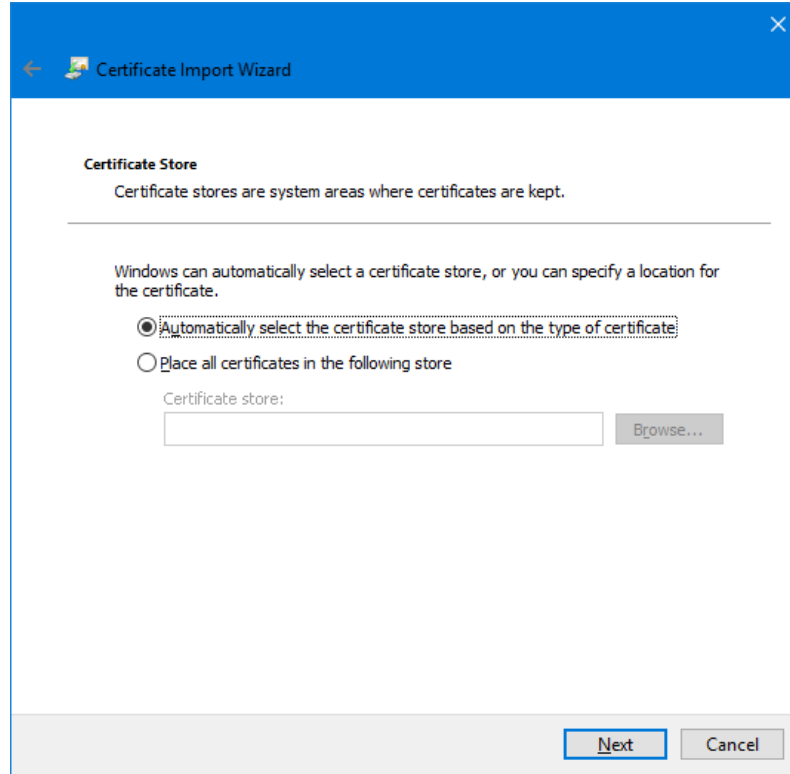 Certificate Import Wizard
Certificate Store
Certificate stores are system areas where certificates are kept.
Windows can automatically select a certificate store, or you can specify a location for
the certificate.
Automatically select the certificate store based on the type of certificate
Place all certificates in the following store
Certificate store:
Browse...
Next
Cancel